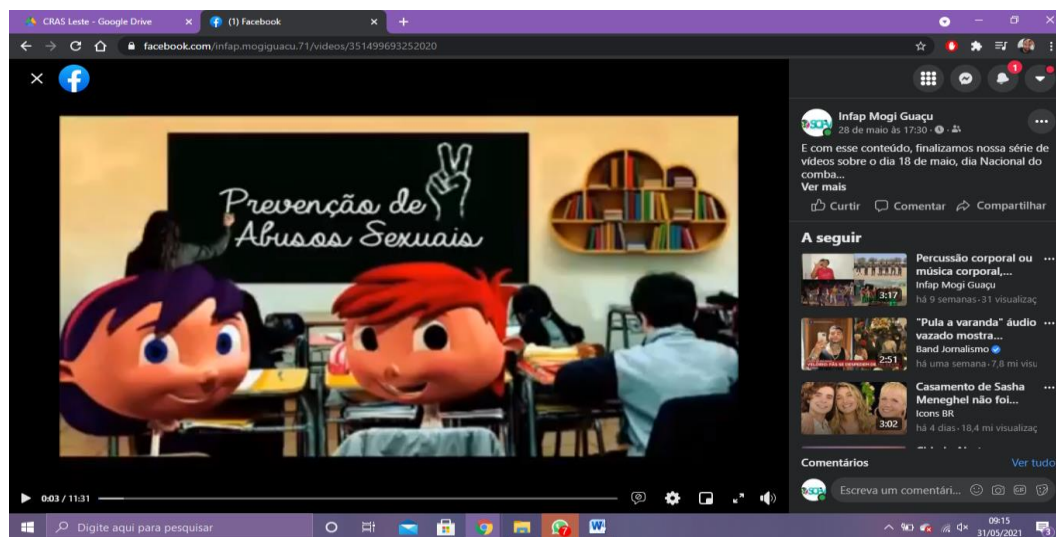 CRAS Leste - Google Drive
(1) Facebook
facebook.com/infap.mogiguacu.71/videos/351499693252020
1
Prevenção de
Abusos Sexuais
Infap Mogi Guaçu
28 de maio às 17:30
E com esse conteúdo, finalizamos nossa série de
vídeos sobre o dia 18 de maio, dia Nacional do
comba...
Ver mais
Curtir
Comentar
Compartilhar
A seguir
Percussão corporal ou
música corporal,...
Infap Mogi Guaçu
há 9 semanas · 31 visualizaç
3:17
"Pula a varanda" áudio
vazado mostra...
Band Jornalismo
há uma semana · 7,8 mi visu
2:51
Casamento de Sasha
Meneghel não foi...
Icons BR
há 4 dias · 18,4 mi visualizaç
3:02
Comentários
Ver tudo
Escreva um comentári...
GIF
0:03 / 11:31
Digite aqui para pesquisar
7
W
09:15
31/05/2021
3